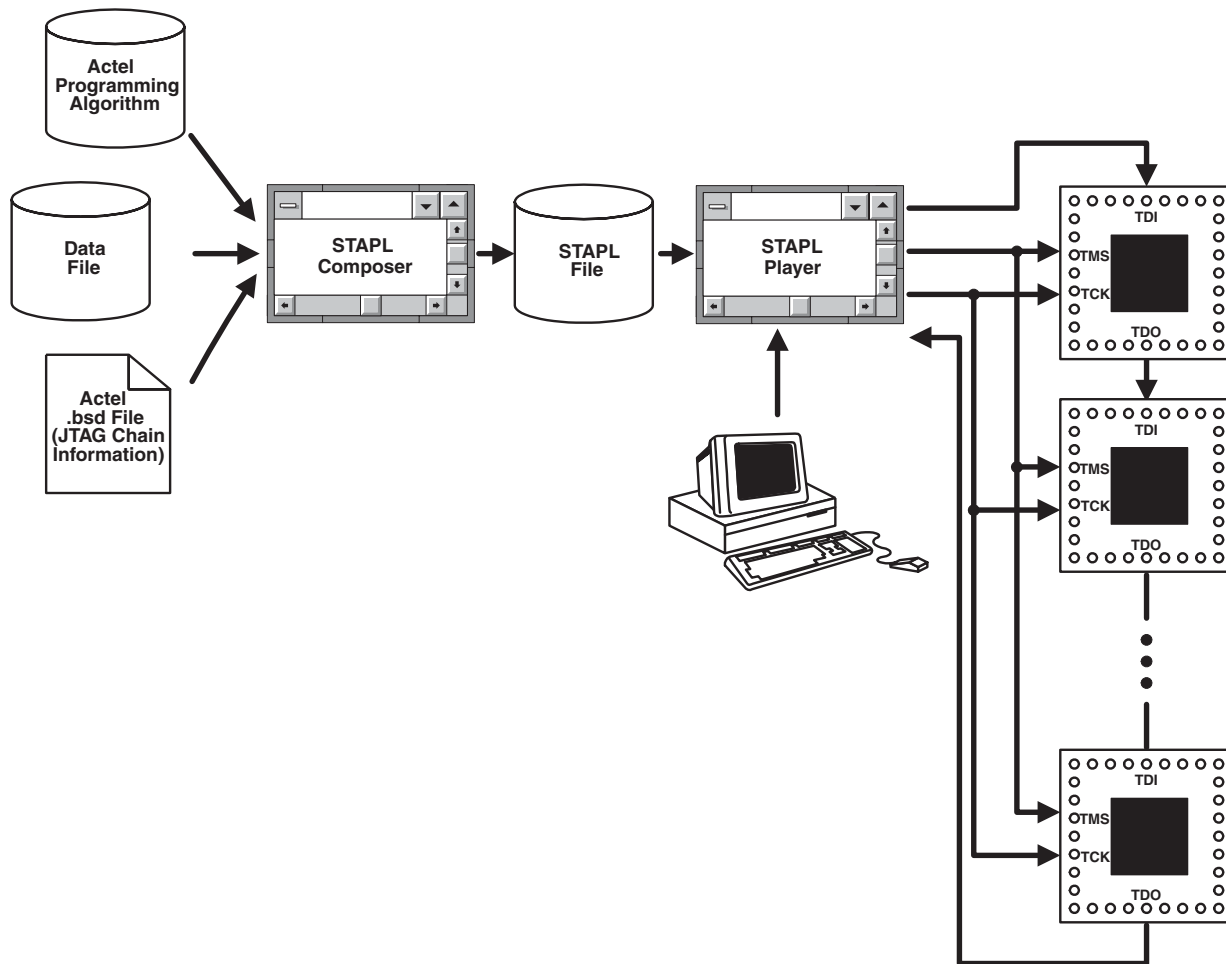 Actel
Programming
Algorithm
Data
File
Actel
.bsd File
(JTAG Chain
Information)
STAPL
Composer
STAPL
File
STAPL
Player
TDI
TMS
TCK
TDO
TDI
TMS
TCK
TDO
TDI
TMS
TCK
TDO